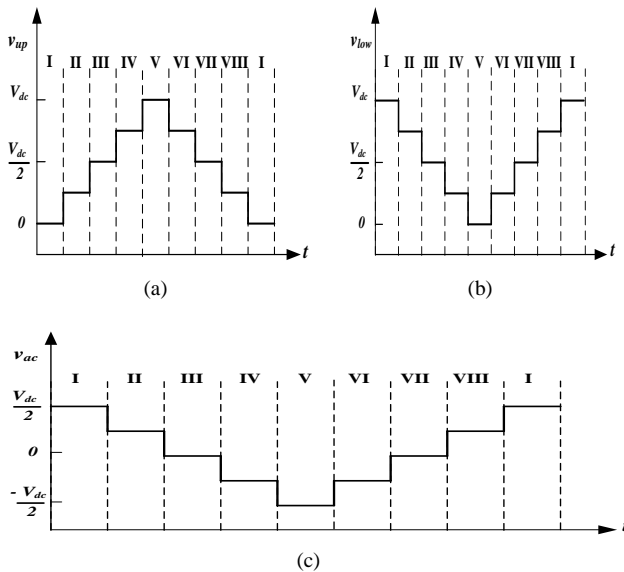 v_up
I II III IV V VI VII VIII I
V_dc
V_dc
2
0
t
(a)
v_low
I II III IV V VI VII VIII I
V_dc
V_dc
2
0
t
(b)
v_ac
I II III IV V VI VII VIII I
V_dc
2
0
- V_dc
2
t
(c)